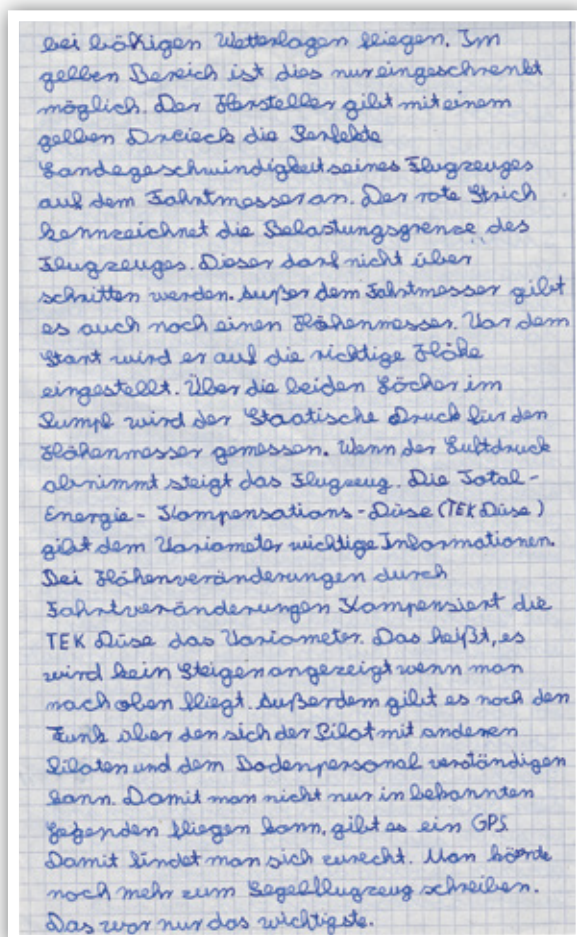 bei böhigen Wetterlagen fliegen. Im
gelben Bereich ist dies nur eingeschrenkt
möglich. Der Hersteller gibt mit einem
gelben Dreieck die Perfekte
Landegeschwindigkeit seines Flugzeuges
auf dem Fahrtmesser an. Der rote Strich
kennzeichnet die Belastungsgrenze des
Flugzeuges. Dieser darf nicht über
schritten werden. Außer dem Fahrtmesser gibt
es auch noch einen Höhenmesser. Vor dem
Start wird er auf die richtige Höhe
eingestellt. Über die beiden Löcher im
Rumpf wird der Staatische Druck für den
Höhenmesser gemessen. Wenn der Luftdruck
abnimmt steigt das Flugzeug. Die Total-
Energie-Kompensations-Düse (TEK Düse)
gibt dem Variometer wichtige Informationen.
Bei Höhenveränderungen durch
Fahrtveränderungen Kompensiert die
TEK Düse das Variometer. Das heißt, es
wird kein Steigen angezeigt wenn man
nach oben fliegt. Außerdem gibt es noch den
Funk über den sich der Pilot mit anderen
Piloten und dem Bodenpersonal verständigen
kann. Damit man nicht nur in bekannten
Gegenden fliegen kann, gibt es ein GPS.
Damit findet man sich zurecht. Man
noch mehr zum Segelflugzeug schreiben.
Das war nur das wichtigste.